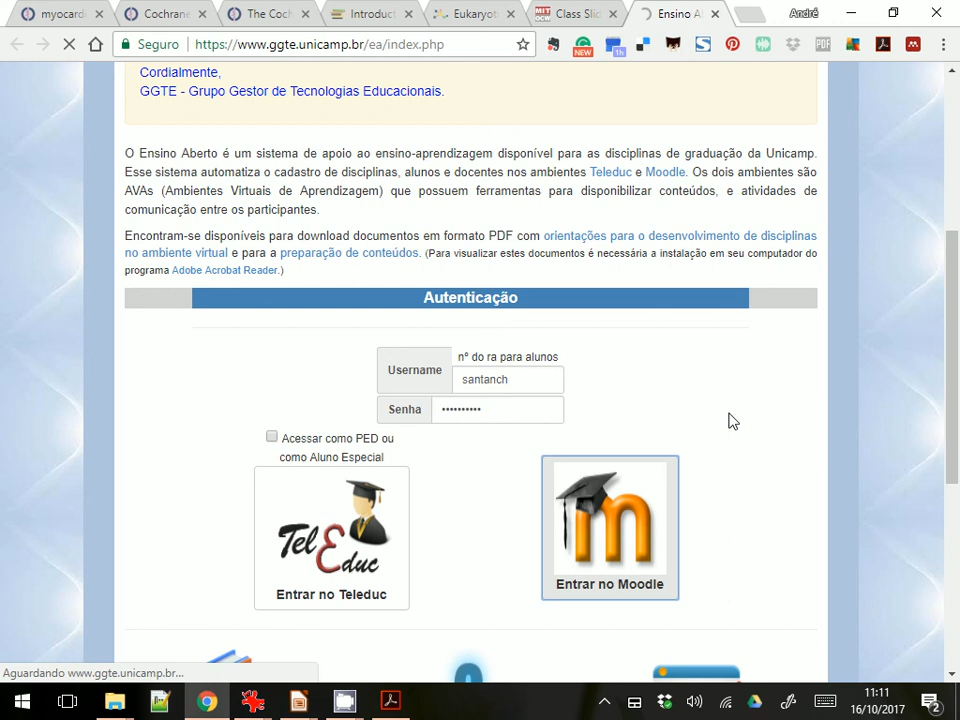 myocard
Cochrane
The Coch
Introduct
Eukaryot
Class Slid
Ensino A
André
Seguro
https://www.ggte.unicamp.br/ea/index.php
NEW
1h
PDF
Cordialmente,
GGTE - Grupo Gestor de Tecnologias Educacionais.
O Ensino Aberto é um sistema de apoio ao ensino-aprendizagem disponível para as disciplinas de graduação da Unicamp.
Esse sistema automatiza o cadastro de disciplinas, alunos e docentes nos ambientes Teleduc e Moodle. Os dois ambientes são
AVAs (Ambientes Virtuais de Aprendizagem) que possuem ferramentas para disponibilizar conteúdos, e atividades de
comunicação entre os participantes.
Encontram-se disponíveis para download documentos em formato PDF com orientações para o desenvolvimento de disciplinas
no ambiente virtual e para a preparação de conteúdos. (Para visualizar estes documentos é necessária a instalação em seu computador do
programa Adobe Acrobat Reader.)
Autenticação
nº do ra para alunos
Username
santanch
Senha
••••••••••
Acessar como PED ou
como Aluno Especial
TelEduc
m
Entrar no Teleduc
Entrar no Moodle
Aguardando www.ggte.unicamp.br...
11:11
16/10/2017
2